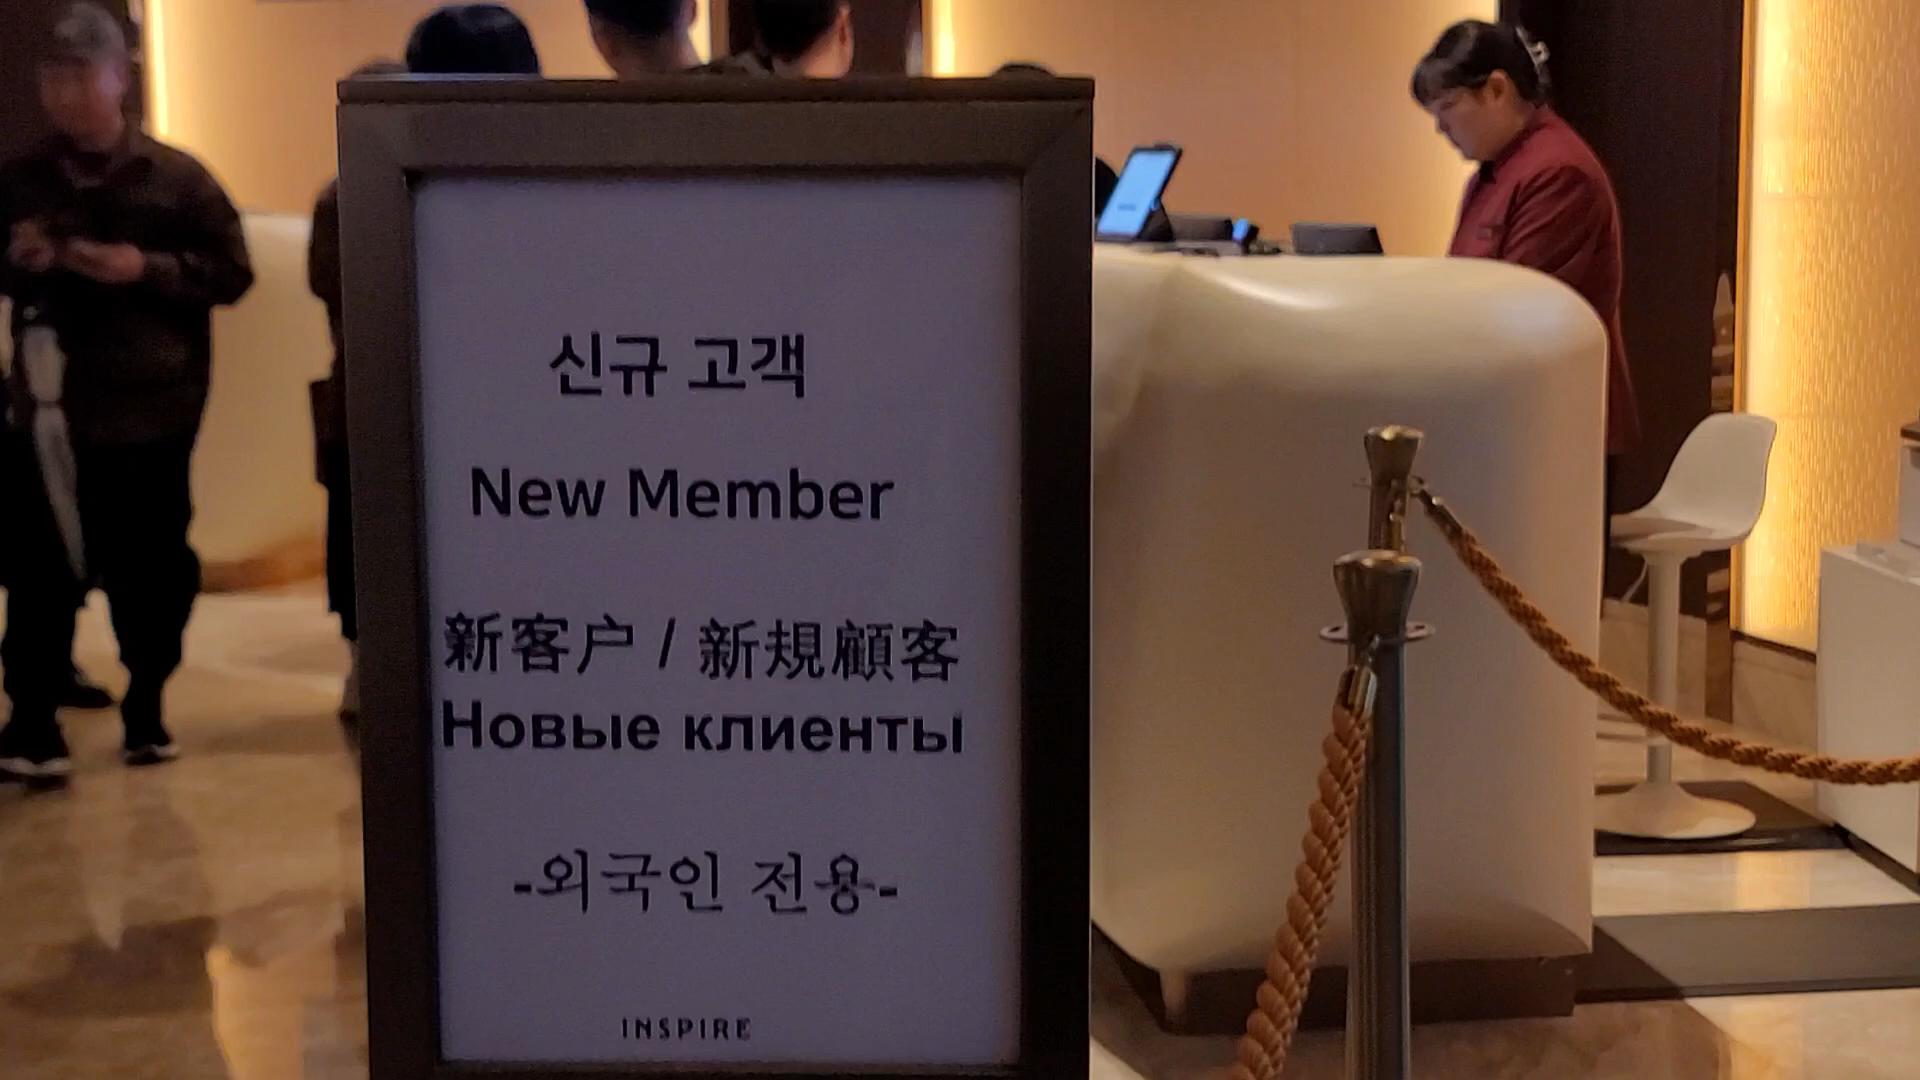 신규 고객
New Member
新客户 / 新規顧客
Новые клиенты
-외국인 전용-
INSPIRE